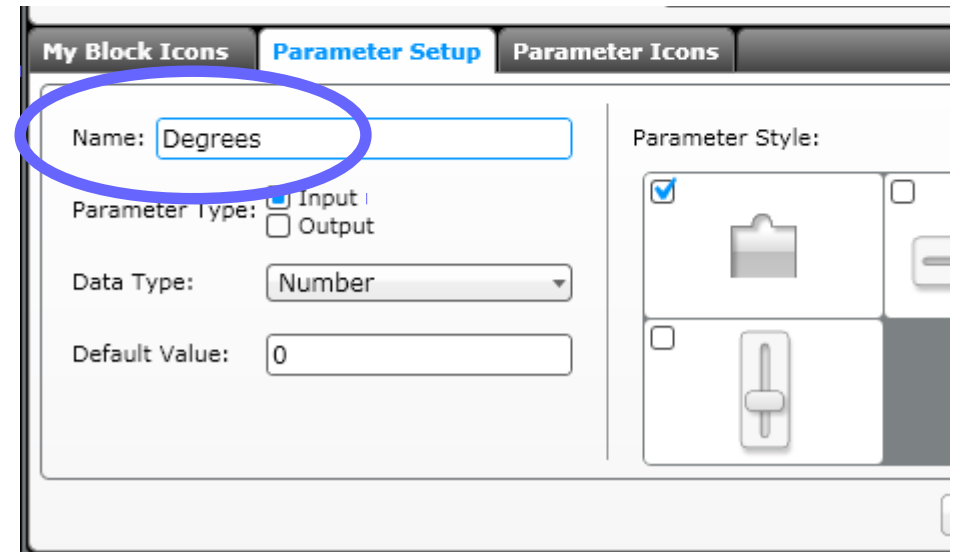 My Block Icons Parameter Setup Parameter Icons
Name: Degrees
Parameter Style:
Parameter Type: Input
Output
Data Type: Number
Default Value: 0